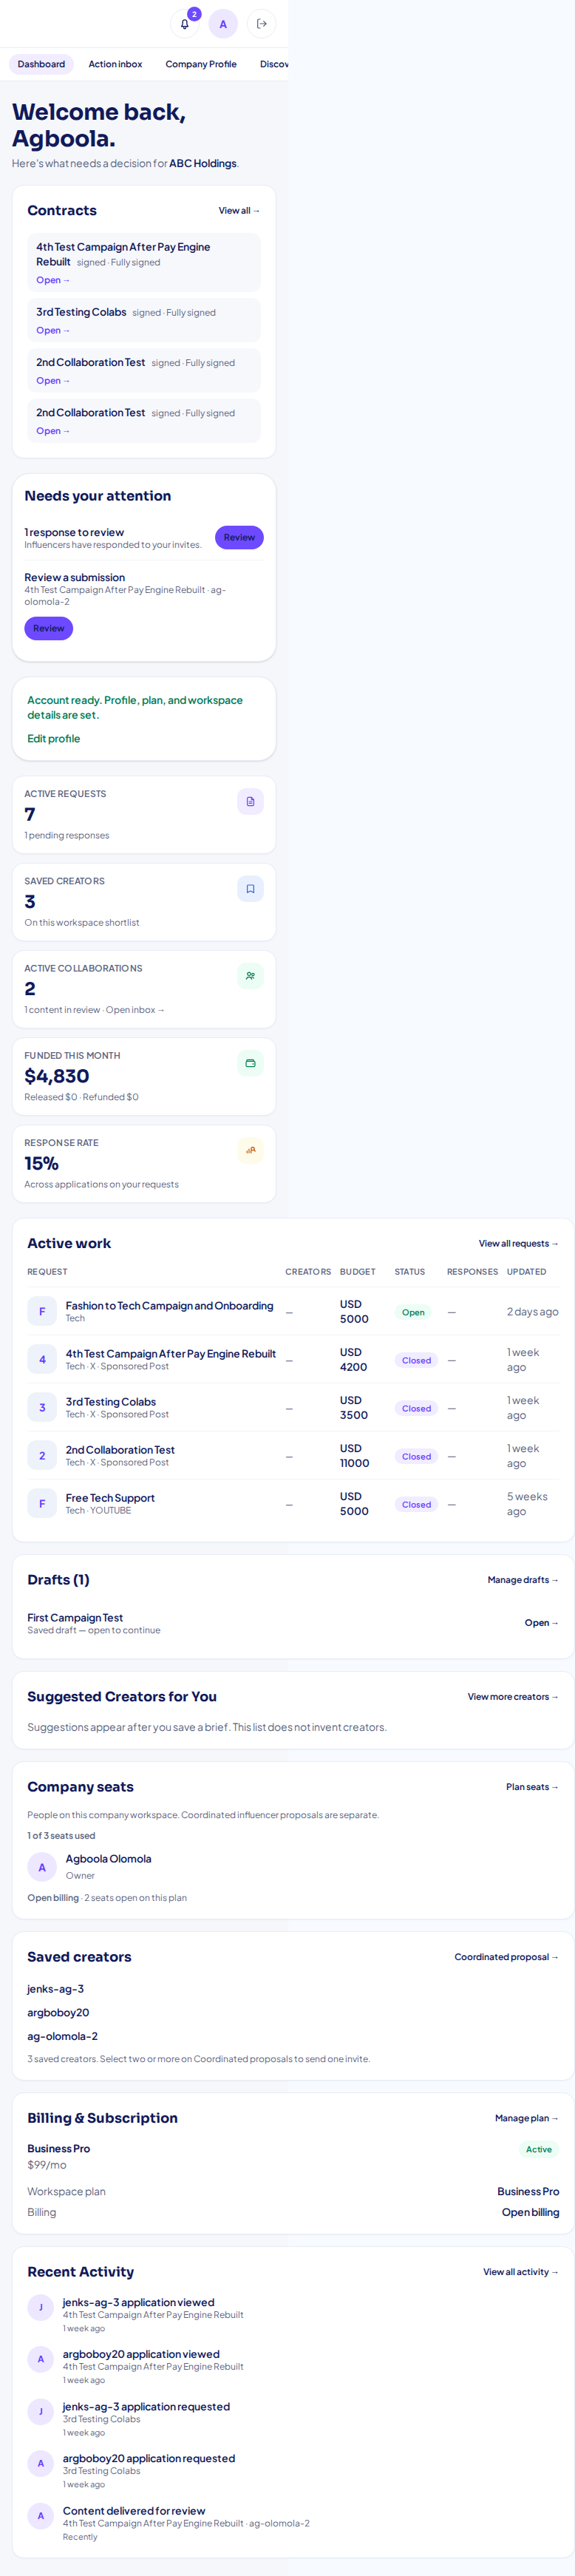 2
A
Dashboard Action inbox Company Profile Discov
Welcome back,
Agboola.
Here's what needs a decision for ABC Holdings.
Contracts View all →
4th Test Campaign After Pay Engine
Rebuilt signed · Fully signed
Open →
3rd Testing Colabs signed · Fully signed
Open →
2nd Collaboration Test signed · Fully signed
Open →
2nd Collaboration Test signed · Fully signed
Open →
Needs your attention
1 response to review
Influencers have responded to your invites.
Review
Review a submission
4th Test Campaign After Pay Engine Rebuilt · ag-
olomola-2
Review
Account ready. Profile, plan, and workspace
details are set.
Edit profile
ACTIVE REQUESTS
7
1 pending responses
SAVED CREATORS
3
On this workspace shortlist
ACTIVE COLLABORATIONS
2
1 content in review · Open inbox →
FUNDED THIS MONTH
$4,830
Released $0 · Refunded $0
RESPONSE RATE
15%
Across applications on your requests
Active work View all requests →
REQUEST CREATORS BUDGET STATUS RESPONSES UPDATED
F Fashion to Tech Campaign and Onboarding
Tech
— USD
5000
Open — 2 days ago
4 4th Test Campaign After Pay Engine Rebuilt
Tech · X · Sponsored Post
— USD
4200
Closed — 1 week
ago
3 3rd Testing Colabs
Tech · X · Sponsored Post
— USD
3500
Closed — 1 week
ago
2 2nd Collaboration Test
Tech · X · Sponsored Post
— USD
11000
Closed — 1 week
ago
F Free Tech Support
Tech · YOUTUBE
— USD
5000
Closed — 5 weeks
ago
Drafts (1) Manage drafts →
First Campaign Test
Saved draft — open to continue
Open →
Suggested Creators for You View more creators →
Suggestions appear after you save a brief. This list does not invent creators.
Company seats Plan seats →
People on this company workspace. Coordinated influencer proposals are separate.
1 of 3 seats used
A Agboola Olomola
Owner
Open billing · 2 seats open on this plan
Saved creators Coordinated proposal →
jenks-ag-3
argboboy20
ag-olomola-2
3 saved creators. Select two or more on Coordinated proposals to send one invite.
Billing & Subscription Manage plan →
Business Pro Active
$99/mo
Workspace plan Business Pro
Billing Open billing
Recent Activity View all activity →
J jenks-ag-3 application viewed
4th Test Campaign After Pay Engine Rebuilt
1 week ago
A argboboy20 application viewed
4th Test Campaign After Pay Engine Rebuilt
1 week ago
J jenks-ag-3 application requested
3rd Testing Colabs
1 week ago
A argboboy20 application requested
3rd Testing Colabs
1 week ago
A Content delivered for review
4th Test Campaign After Pay Engine Rebuilt · ag-olomola-2
Recently